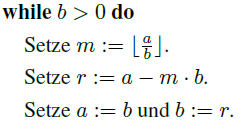 while b > 0 do
Setze m := ⌊a/b⌋.
Setze r := a − m · b.
Setze a := b und b := r.